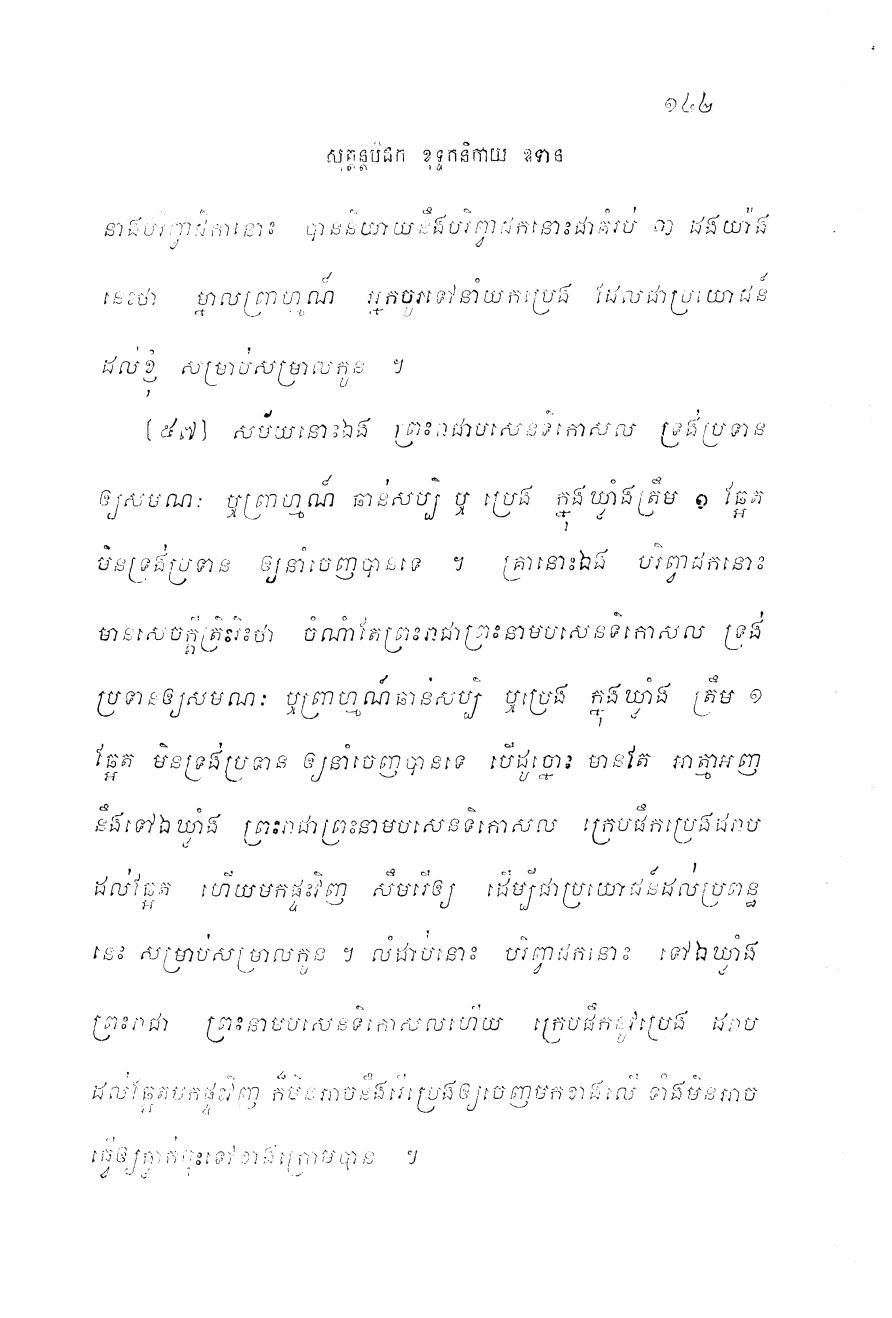 ១៤២
សុត្តន្តបិដក ខុទ្ទកនិកាយ ឧទាន
នាងបរិព្វាជិកានោះ បាននិយាយនឹងបរិព្វាជកនោះជាគំរប់ ៣ ដងយ៉ាង
នេះថា ម្នាលព្រាហ្មណ៍ អ្នកចូរទៅនាំយកប្រេង ដែលជាប្រយោជន៍
ដល់ខ្ញុំ សម្រាប់សម្រាលកូន ។
(៥៧) សម័យនោះឯង ព្រះរាជាបសេនទិកោសល ទ្រង់ប្រទាន
ឲ្យសមណៈ ឬព្រាហ្មណ៍ ឆាន់សប្បិ ឬ ប្រេង ក្នុងឃ្លាំងត្រឹម ១ ឆ្អែត
មិនទ្រង់ប្រទាន ឲ្យនាំចេញបានទេ ។ គ្រានោះឯង បរិព្វាជកនោះ
មានសេចក្តីត្រិះរិះថា ចំណាំតែព្រះរាជាព្រះនាមបសេនទិកោសល ទ្រង់
ប្រទានឲ្យសមណៈ ឬព្រាហ្មណ៍ឆាន់សប្បិ ឬប្រេង ក្នុងឃ្លាំង ត្រឹម ១
ឆ្អែត មិនទ្រង់ប្រទាន ឲ្យនាំចេញបានទេ បើដូច្នោះ មានតែ អាត្មាអញ
នឹងទៅឯឃ្លាំង ព្រះរាជាព្រះនាមបសេនទិកោសល ក្រេបផឹកប្រេងដរាប
ដល់ឆ្អែត ហើយមកផ្ទះវិញ សឹមរើឲ្យ ដើម្បីជាប្រយោជន៍ដល់ប្រពន្ធ
នេះ សម្រាប់សម្រាលកូន ។ លំដាប់នោះ បរិព្វាជកនោះ ទៅឯឃ្លាំង
ព្រះរាជា ព្រះនាមបសេនទិកោសលហើយ ក្រេបផឹកនូវប្រេង ដរាប
ដល់ឆ្អែតមកផ្ទះវិញ ក៏មិនអាចនឹងរើប្រេងឲ្យចេញមកខាងលើ ទាំងមិនអាច
ធ្វើឲ្យធ្លាក់ចុះទៅខាងក្រោមបាន ។